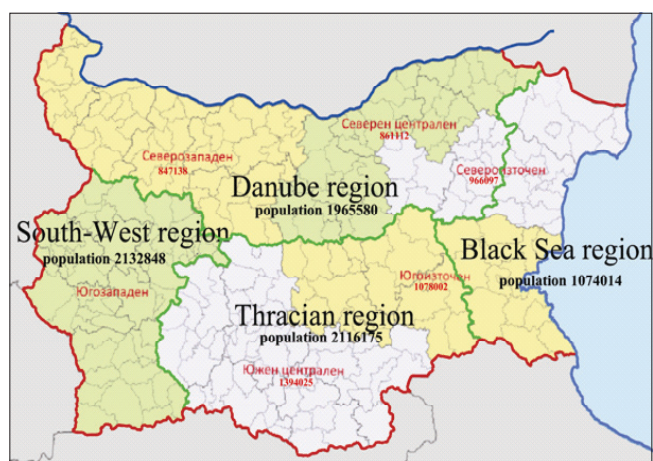 Северен централен
861112
Северозападен
847138
Североизточен
966097
Danube region
population 1965580
South-West region
population 2132848
Black Sea region
population 1074014
Югозападен
Югоизточен
1078002
Thracian region
population 2116175
Южен централен
1394025